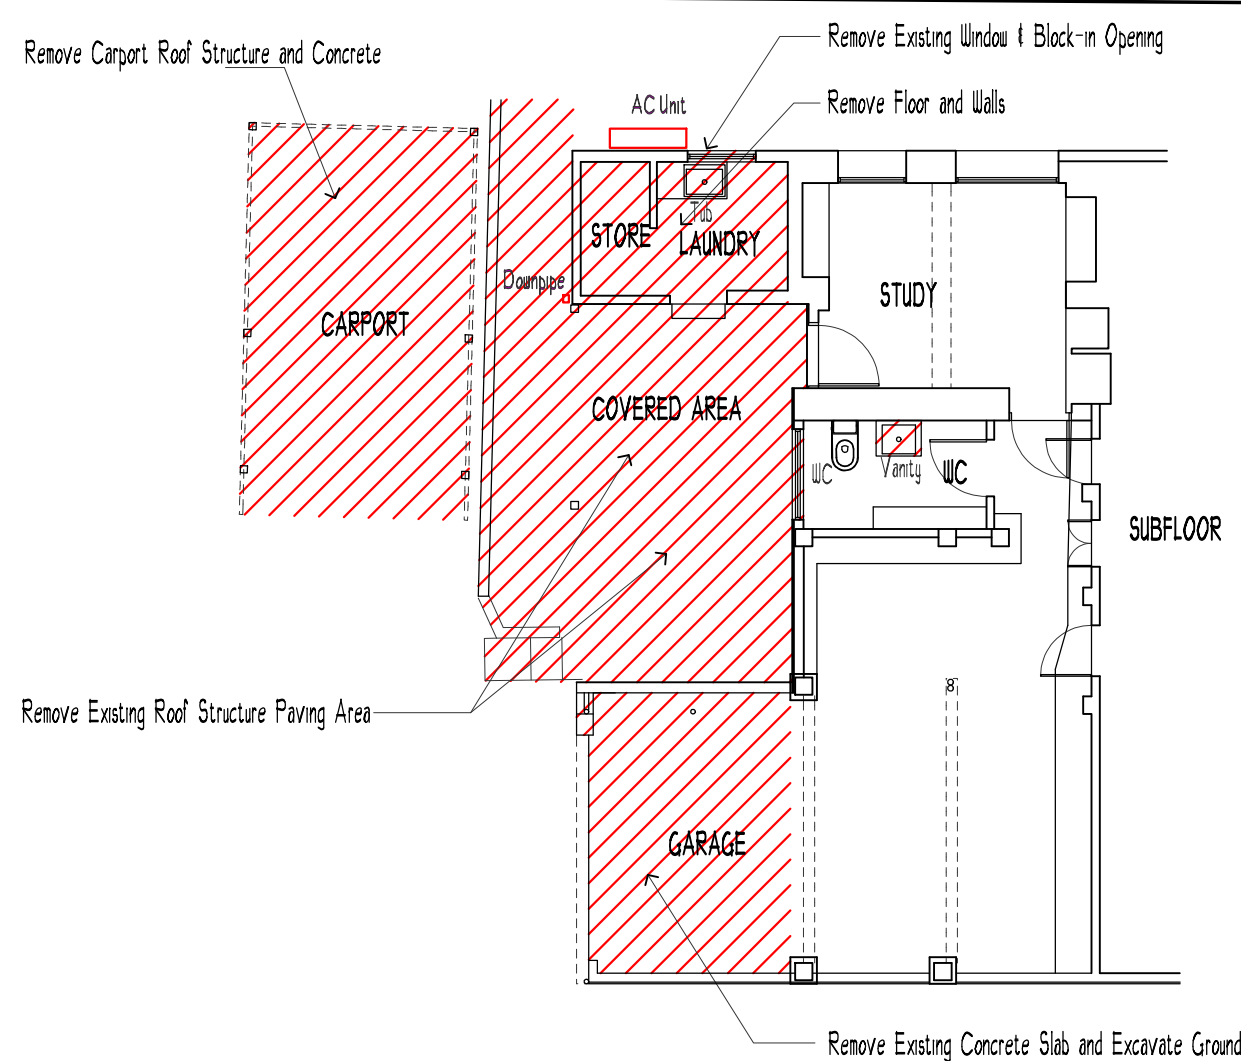 Remove Existing Window & Block-in Opening
Remove Carport Roof Structure and Concrete
AC Unit
Remove Floor and Walls
Tub
STORE
LAUNDRY
Downpipe
STUDY
CARPORT
COVERED AREA
WC
Vanity
WC
SUBFLOOR
8
Remove Existing Roof Structure Paving Area
GARAGE
Remove Existing Concrete Slab and Excavate Ground